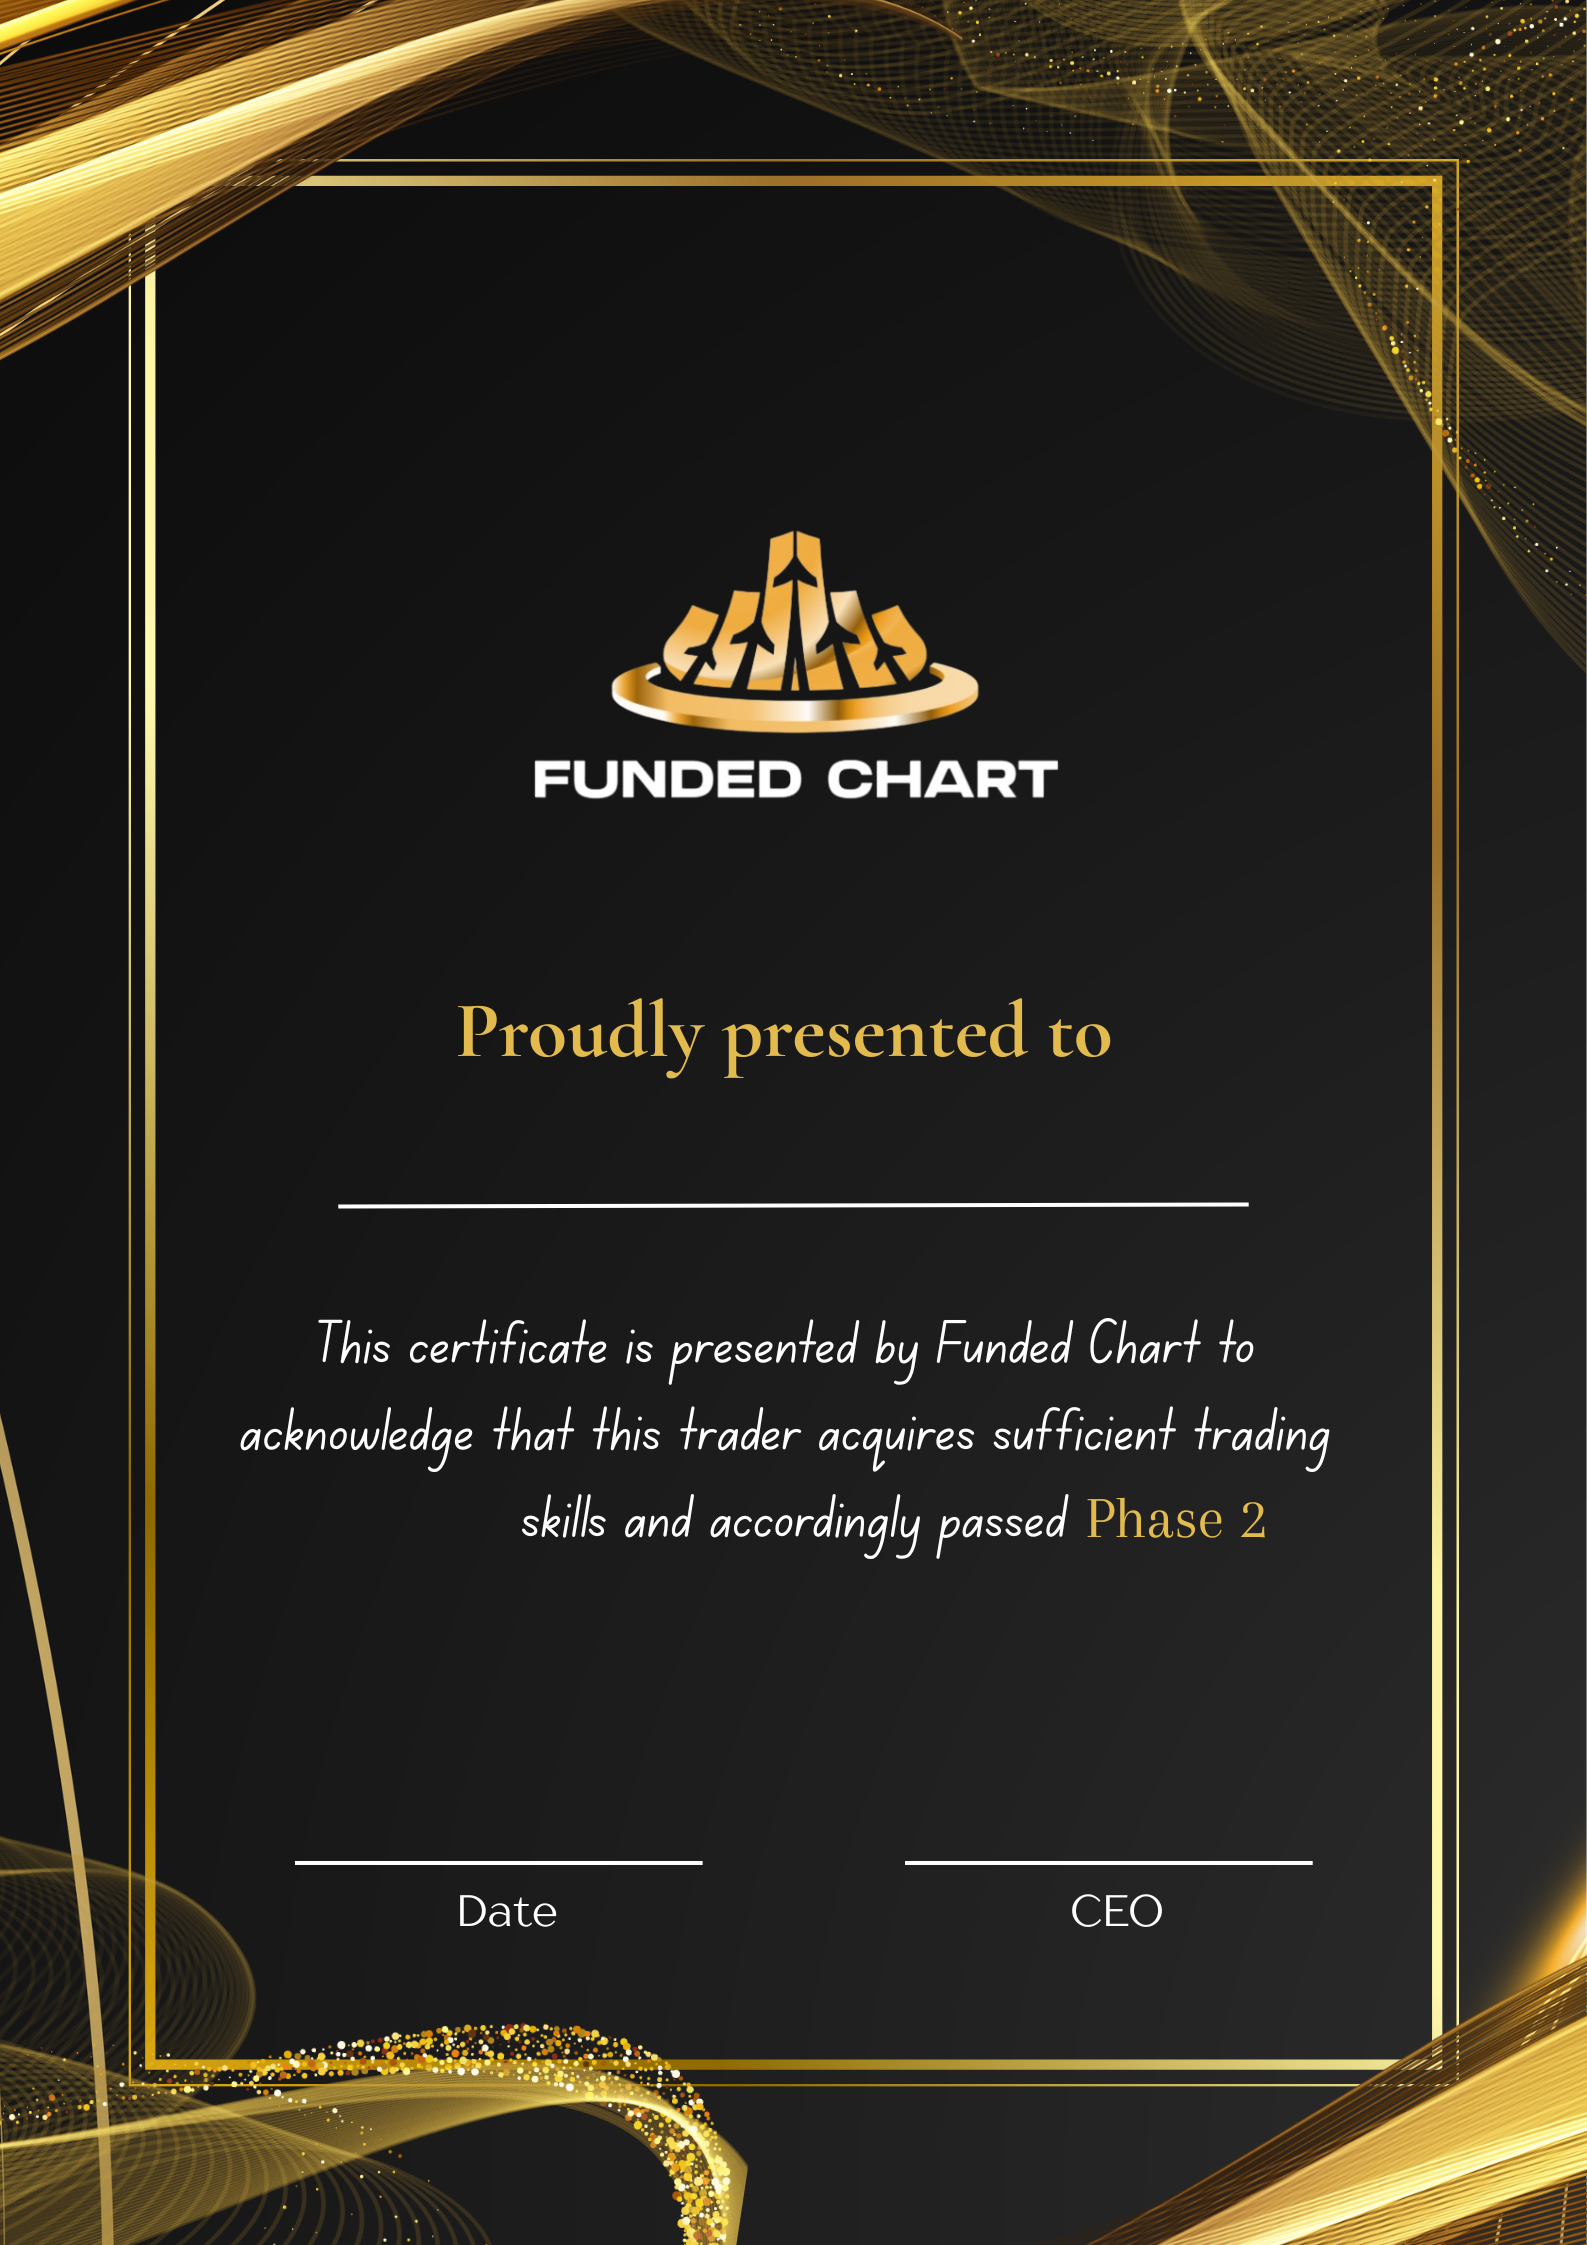 FUNDED CHART
Proudly presented to
This certificate is presented by Funded Chart to
acknowledge that this trader acquires sufficient trading
skills and accordingly passed Phase 2
Date
CEO